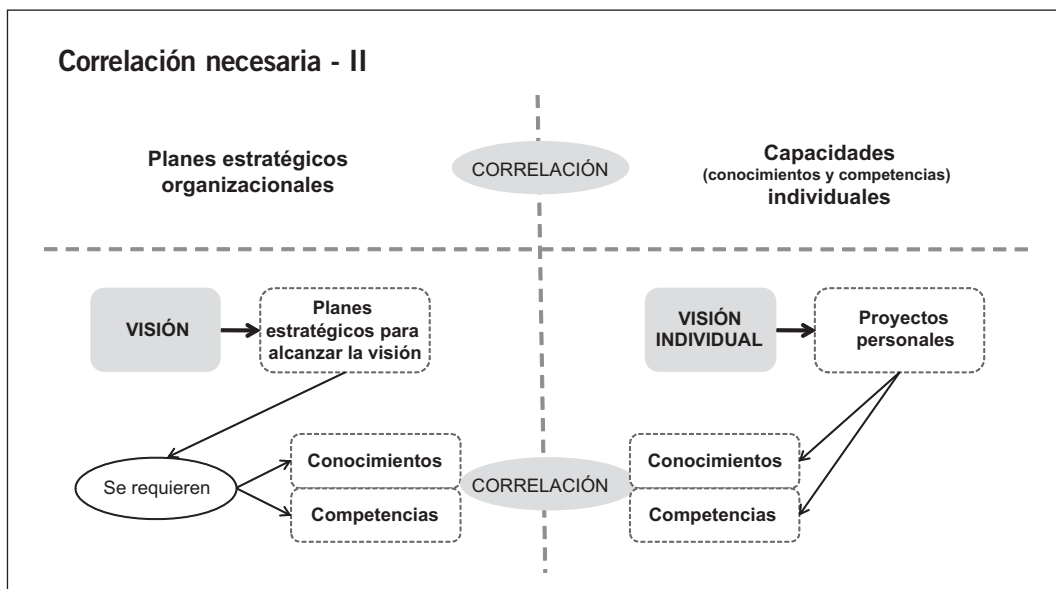 Correlación necesaria - II
Planes estratégicos
organizacionales
CORRELACIÓN
Capacidades
(conocimientos y competencias)
individuales
VISIÓN
Planes
estratégicos para
alcanzar la visión
VISIÓN
INDIVIDUAL
Proyectos
personales
Se requieren
Conocimientos
Competencias
CORRELACIÓN
Conocimientos
Competencias